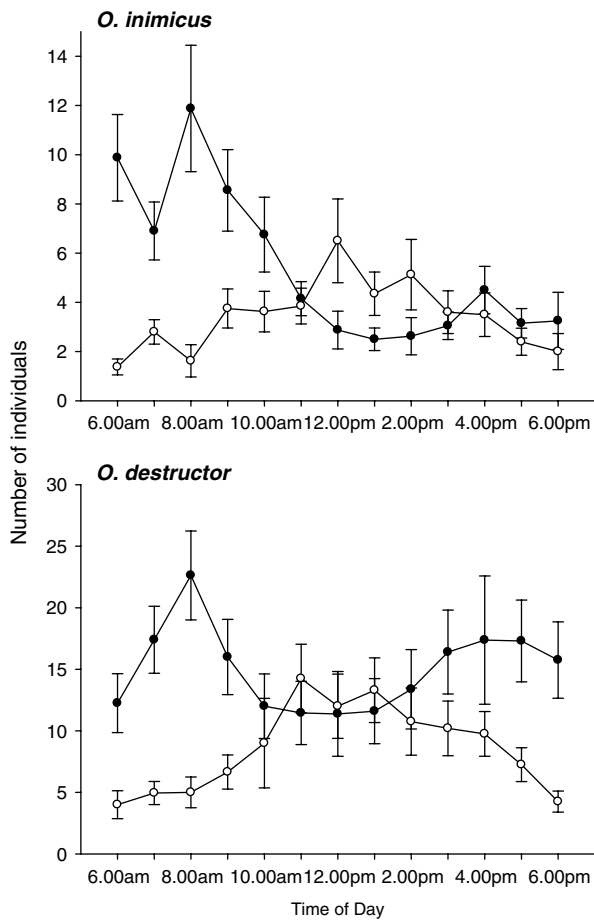 O. inimicus
14
12
10
8
6
4
2
0
6.00am 8.00am 10.00am 12.00pm 2.00pm 4.00pm 6.00pm
Number of individuals
O. destructor
30
25
20
15
10
5
0
6.00am 8.00am 10.00am 12.00pm 2.00pm 4.00pm 6.00pm
Time of Day